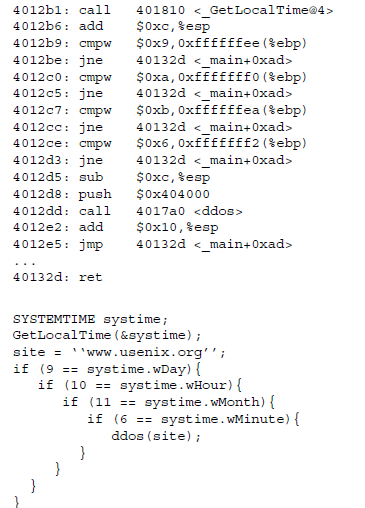 4012b1: call 401810 <_GetLocalTime@4>
4012b6: add $0xc,%esp
4012b9: cmpw $0x9,0xffffffee(%ebp)
4012be: jne 40132d <_main+0xad>
4012c0: cmpw $0xa,0xfffffff0(%ebp)
4012c5: jne 40132d <_main+0xad>
4012c7: cmpw $0xb,0xffffffea(%ebp)
4012cc: jne 40132d <_main+0xad>
4012ce: cmpw $0x6,0xfffffff2(%ebp)
4012d3: jne 40132d <_main+0xad>
4012d5: sub $0xc,%esp
4012d8: push $0x404000
4012dd: call 4017a0 <ddos>
4012e2: add $0x10,%esp
4012e5: jmp 40132d <_main+0xad>
...
40132d: ret
SYSTEMTIME systime;
GetLocalTime(&systime);
site = ``www.usenix.org'';
if (9 == systime.wDay){
if (10 == systime.wHour){
if (11 == systime.wMonth){
if (6 == systime.wMinute){
ddos(site);
}
}
}
}